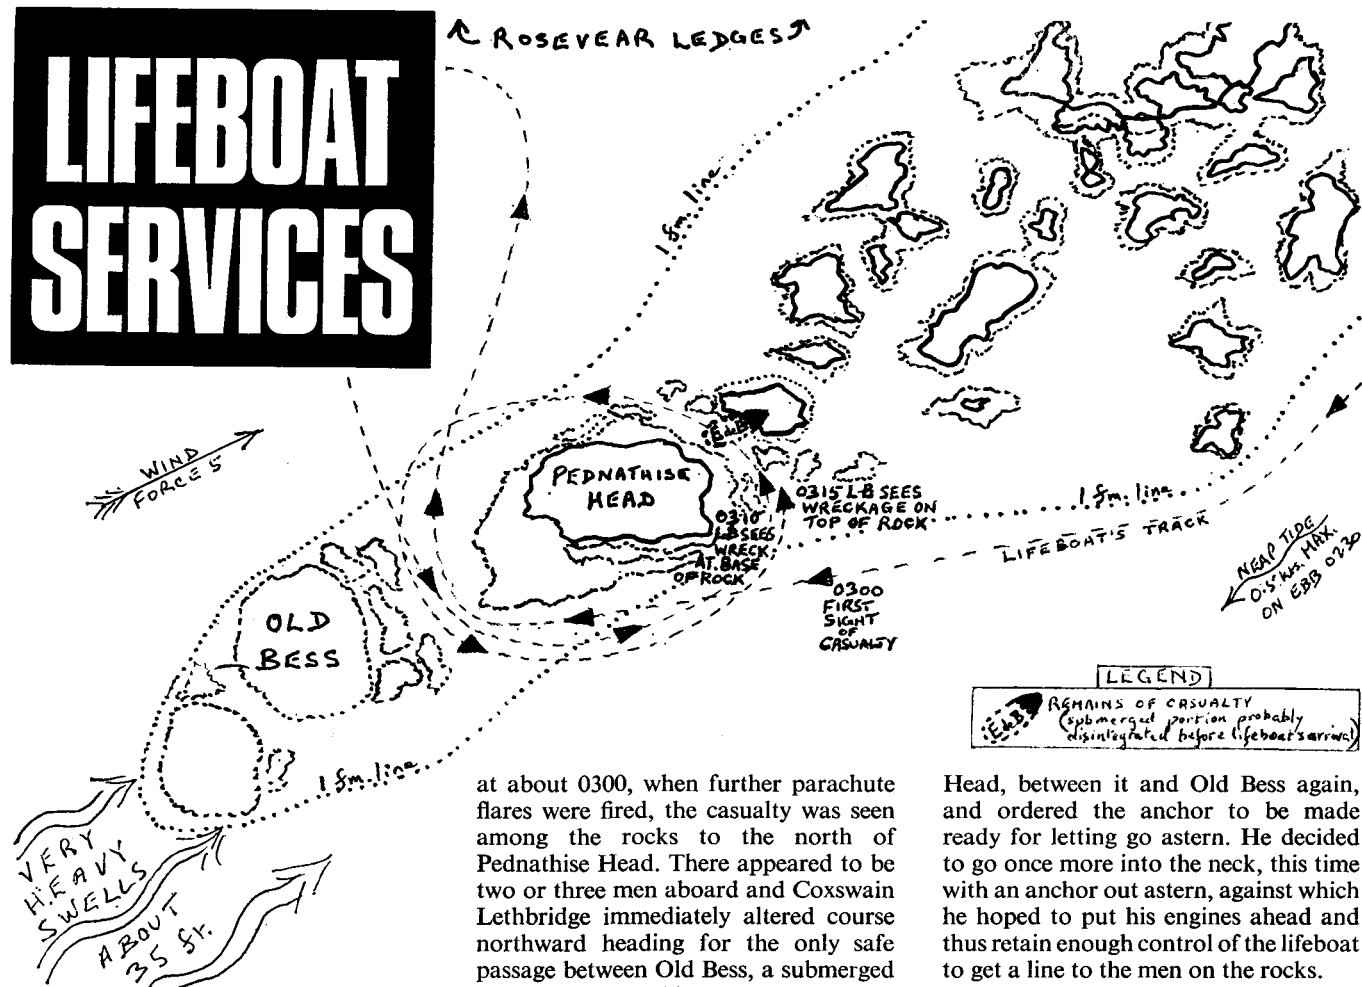 LIFEBOAT
SERVICES
ROSEVEAR LEDGES
1 fm. line
WIND
FORCE 5
PEDNATHISE
HEAD
EdeB
0315 LB SEES
WRECKAGE ON
TOP OF ROCK
0310
LB SEES
WRECK
AT BASE
OF ROCK
1 fm. line
LIFEBOAT'S TRACK
0300
FIRST
SIGHT
OF
CASUALTY
NEAP TIDE
0.5 kts. MAX.
ON EBB 0230
OLD
BESS
1 fm. line
VERY
HEAVY
SWELLS
ABOUT
35 ft.
LEGEND
EdeB
REMAINS OF CASUALTY
(submerged portion probably
disintegrated before lifeboat's arrival)
at about 0300, when further parachute
flares were fired, the casualty was seen
among the rocks to the north of
Pednathise Head. There appeared to be
two or three men aboard and Coxswain
Lethbridge immediately altered course
northward heading for the only safe
passage between Old Bess, a submerged
Head, between it and Old Bess again,
and ordered the anchor to be made
ready for letting go astern. He decided
to go once more into the neck, this time
with an anchor out astern, against which
he hoped to put his engines ahead and
thus retain enough control of the lifeboat
to get a line to the men on the rocks.